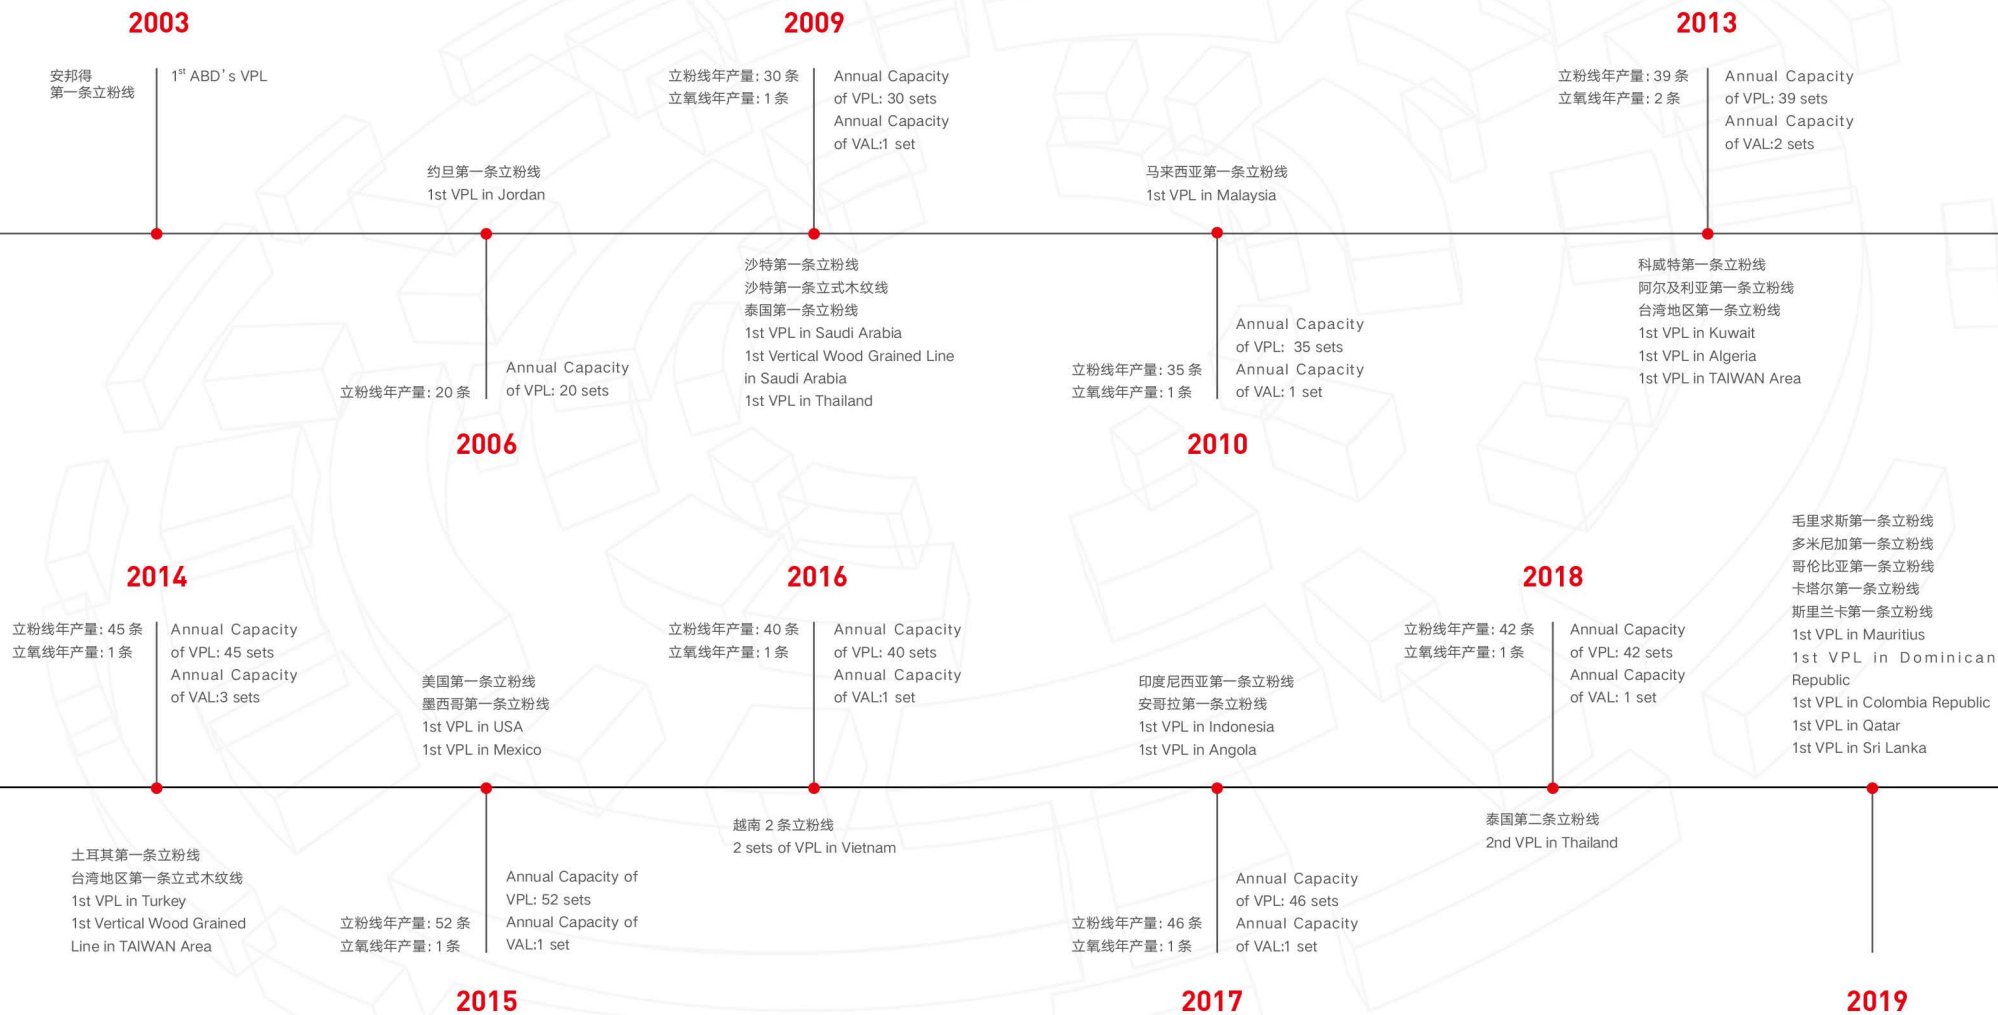 2003
安邦得
第一条立粉线
1st ABD's VPL
约旦第一条立粉线
1st VPL in Jordan
立粉线年产量: 20 条
Annual Capacity
of VPL: 20 sets
2006
2009
立粉线年产量: 30 条
立氧线年产量: 1 条
Annual Capacity
of VPL: 30 sets
Annual Capacity
of VAL:1 set
沙特第一条立粉线
沙特第一条立式木纹线
泰国第一条立粉线
1st VPL in Saudi Arabia
1st Vertical Wood Grained Line
in Saudi Arabia
1st VPL in Thailand
马来西亚第一条立粉线
1st VPL in Malaysia
立粉线年产量: 35 条
立氧线年产量: 1 条
Annual Capacity
of VPL: 35 sets
Annual Capacity
of VAL: 1 set
2010
2013
立粉线年产量: 39 条
立氧线年产量: 2 条
Annual Capacity
of VPL: 39 sets
Annual Capacity
of VAL:2 sets
科威特第一条立粉线
阿尔及利亚第一条立粉线
台湾地区第一条立粉线
1st VPL in Kuwait
1st VPL in Algeria
1st VPL in TAIWAN Area
2014
立粉线年产量: 45 条
立氧线年产量: 1 条
Annual Capacity
of VPL: 45 sets
Annual Capacity
of VAL:3 sets
土耳其第一条立粉线
台湾地区第一条立式木纹线
1st VPL in Turkey
1st Vertical Wood Grained
Line in TAIWAN Area
美国第一条立粉线
墨西哥第一条立粉线
1st VPL in USA
1st VPL in Mexico
立粉线年产量: 52 条
立氧线年产量: 1 条
Annual Capacity of
VPL: 52 sets
Annual Capacity of
VAL:1 set
2015
2016
立粉线年产量: 40 条
立氧线年产量: 1 条
Annual Capacity
of VPL: 40 sets
Annual Capacity
of VAL:1 set
越南 2 条立粉线
2 sets of VPL in Vietnam
印度尼西亚第一条立粉线
安哥拉第一条立粉线
1st VPL in Indonesia
1st VPL in Angola
立粉线年产量: 46 条
立氧线年产量: 1 条
Annual Capacity
of VPL: 46 sets
Annual Capacity
of VAL:1 set
2017
2018
立粉线年产量: 42 条
立氧线年产量: 1 条
Annual Capacity
of VPL: 42 sets
Annual Capacity
of VAL: 1 set
泰国第二条立粉线
2nd VPL in Thailand
毛里求斯第一条立粉线
多米尼加第一条立粉线
哥伦比亚第一条立粉线
卡塔尔第一条立粉线
斯里兰卡第一条立粉线
1st VPL in Mauritius
1st VPL in Dominican
Republic
1st VPL in Colombia Republic
1st VPL in Qatar
1st VPL in Sri Lanka
2019